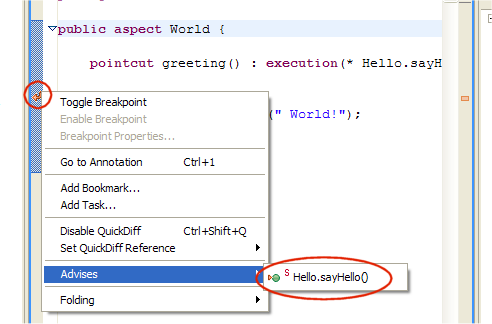 public aspect World {
pointcut greeting() : execution(* Hello.sayH
(" World!");
Toggle Breakpoint
Enable Breakpoint
Breakpoint Properties...
Go to Annotation Ctrl+1
Add Bookmark...
Add Task...
Disable QuickDiff Ctrl+Shift+Q
Set QuickDiff Reference
Advises
S Hello.sayHello()
Folding